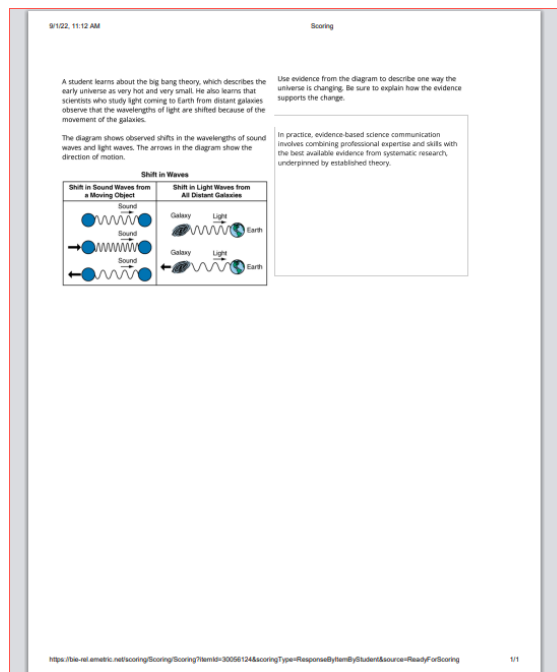 9/1/22, 11:12 AM
Scoring
A student learns about the big bang theory, which describes the
early universe as very hot and very small. He also learns that
scientists who study light coming to Earth from distant galaxies
observe that the wavelengths of light are shifted because of the
movement of the galaxies.
The diagram shows observed shifts in the wavelengths of sound
waves and light waves. The arrows in the diagram show the
direction of motion.
Shift in Waves
Shift in Sound Waves from
a Moving Object
Shift in Light Waves from
All Distant Galaxies
Sound
Sound
Sound
Galaxy
Light
Earth
Galaxy
Light
Earth
Use evidence from the diagram to describe one way the
universe is changing. Be sure to explain how the evidence
supports the change.
In practice, evidence-based science communication
involves combining professional expertise and skills with
the best available evidence from systematic research,
underpinned by established theory.
https://bie-rel.emetric.net/scoring/Scoring/Scoring?itemId=30056124&scoringType=ResponseByItemByStudent&source=ReadyForScoring
1/1